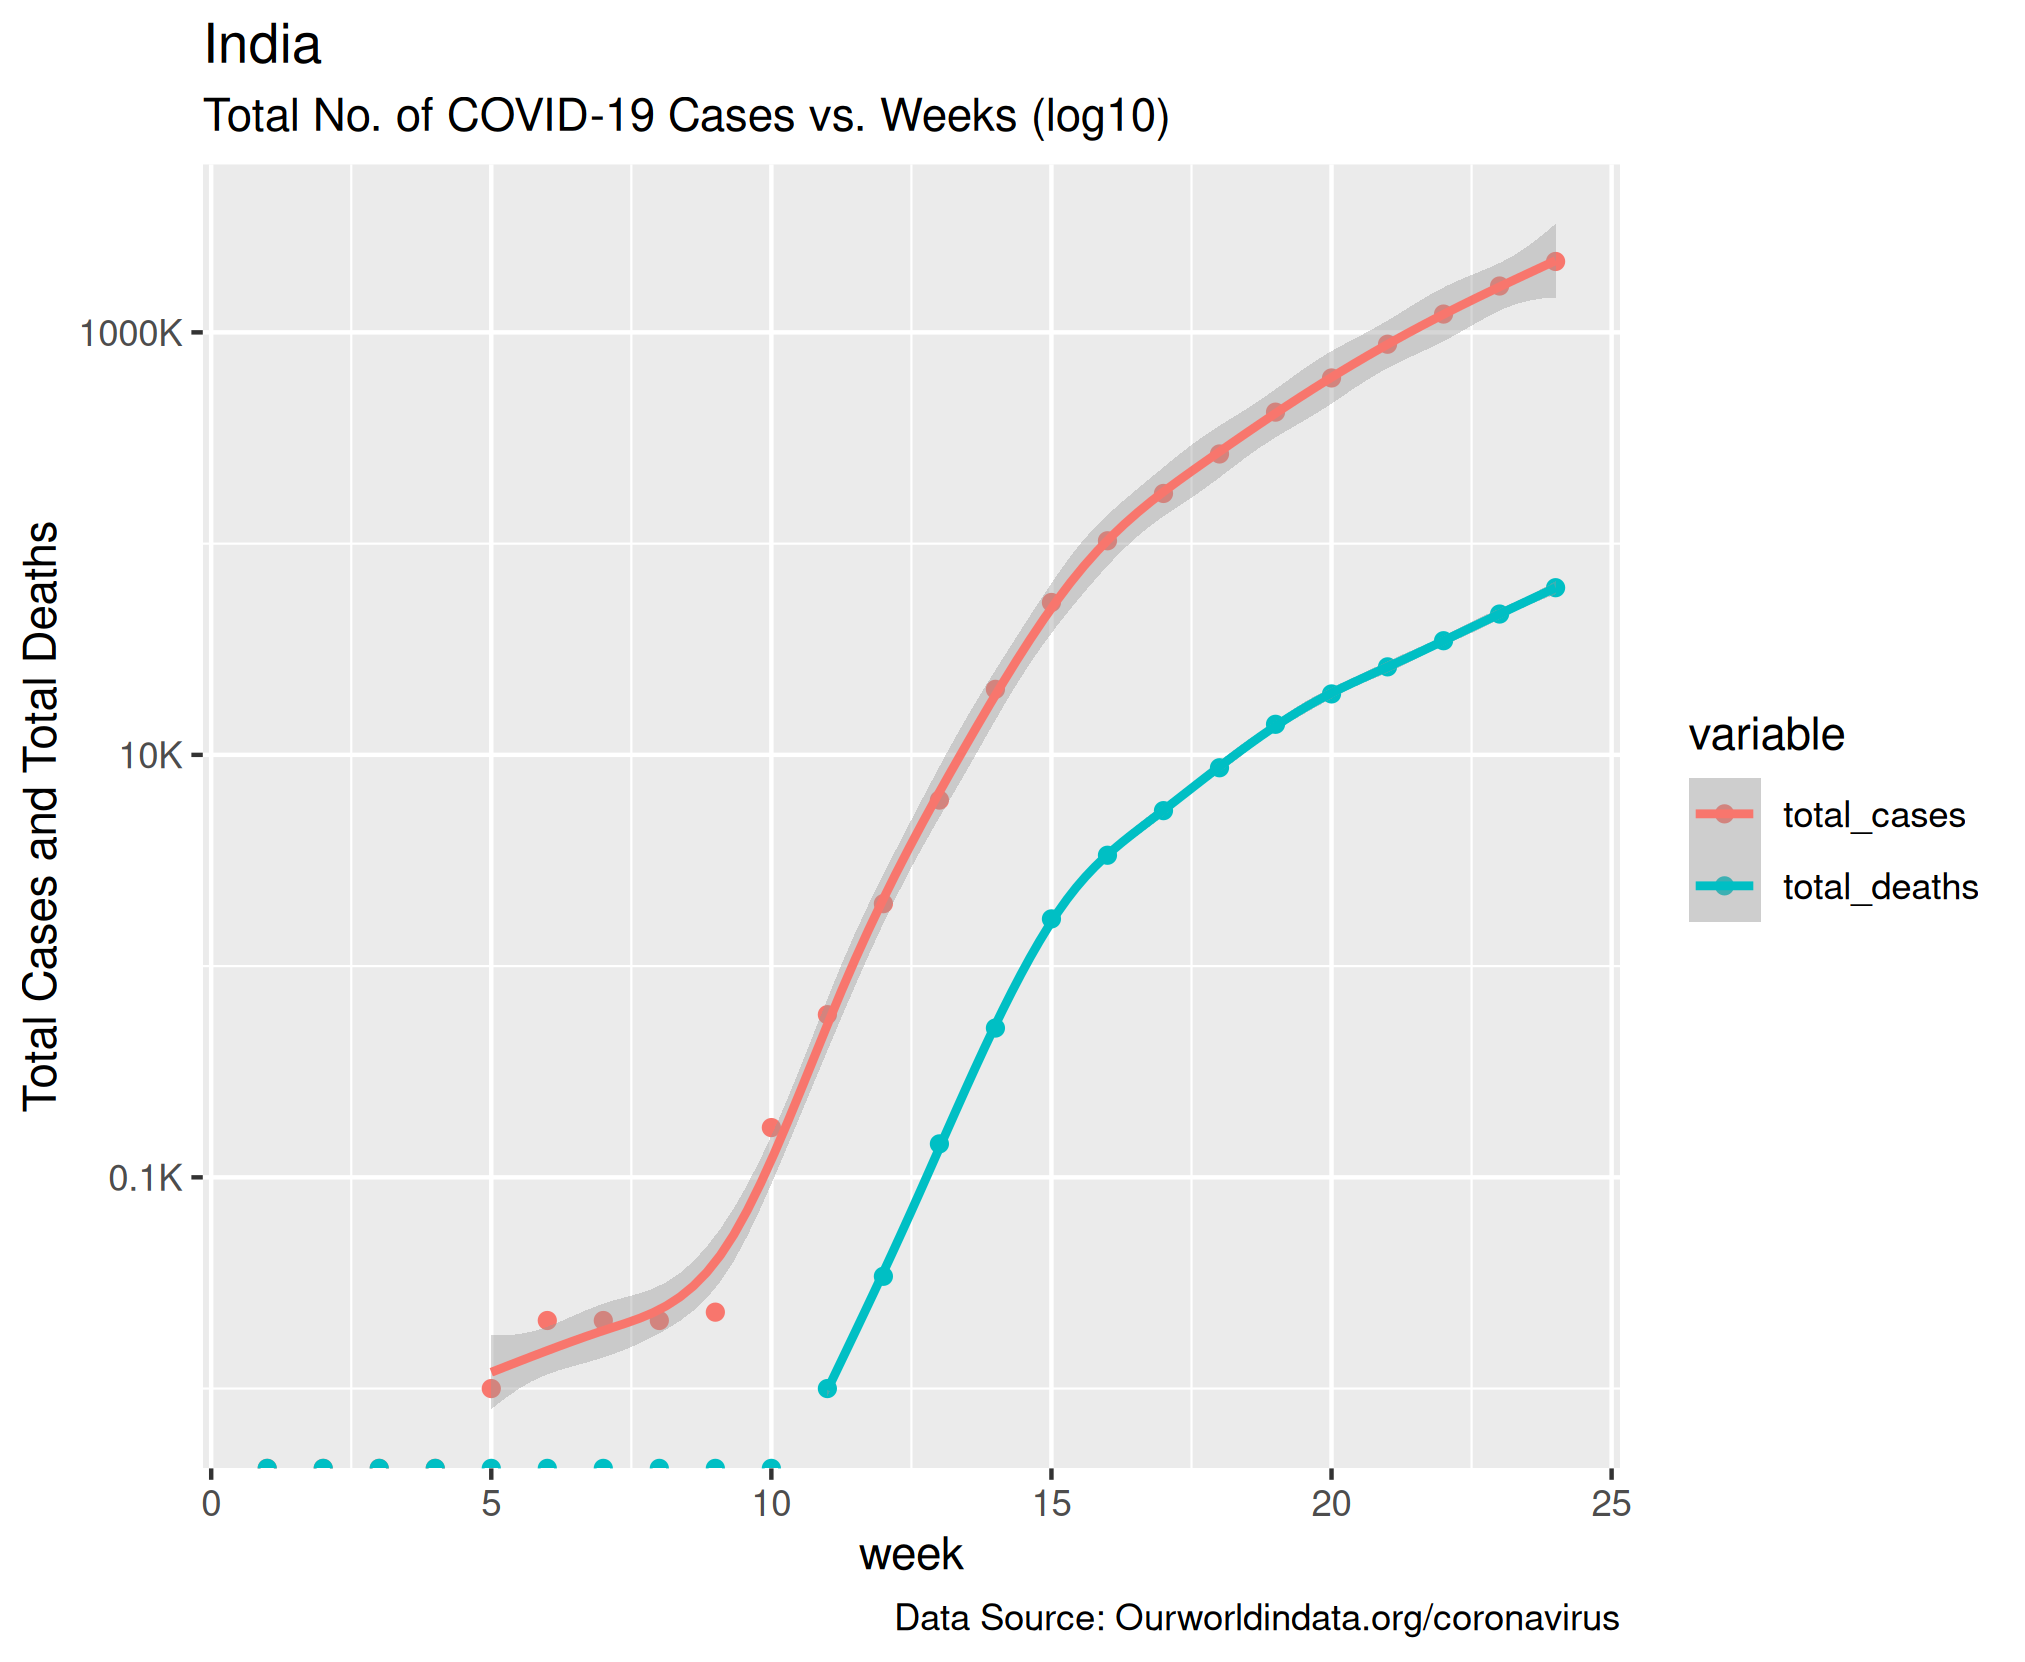 India
Total No. of COVID-19 Cases vs. Weeks (log10)
Total Cases and Total Deaths
1000K
10K
0.1K
0 5 10 15 20 25
week
variable
total_cases
total_deaths
Data Source: Ourworldindata.org/coronavirus